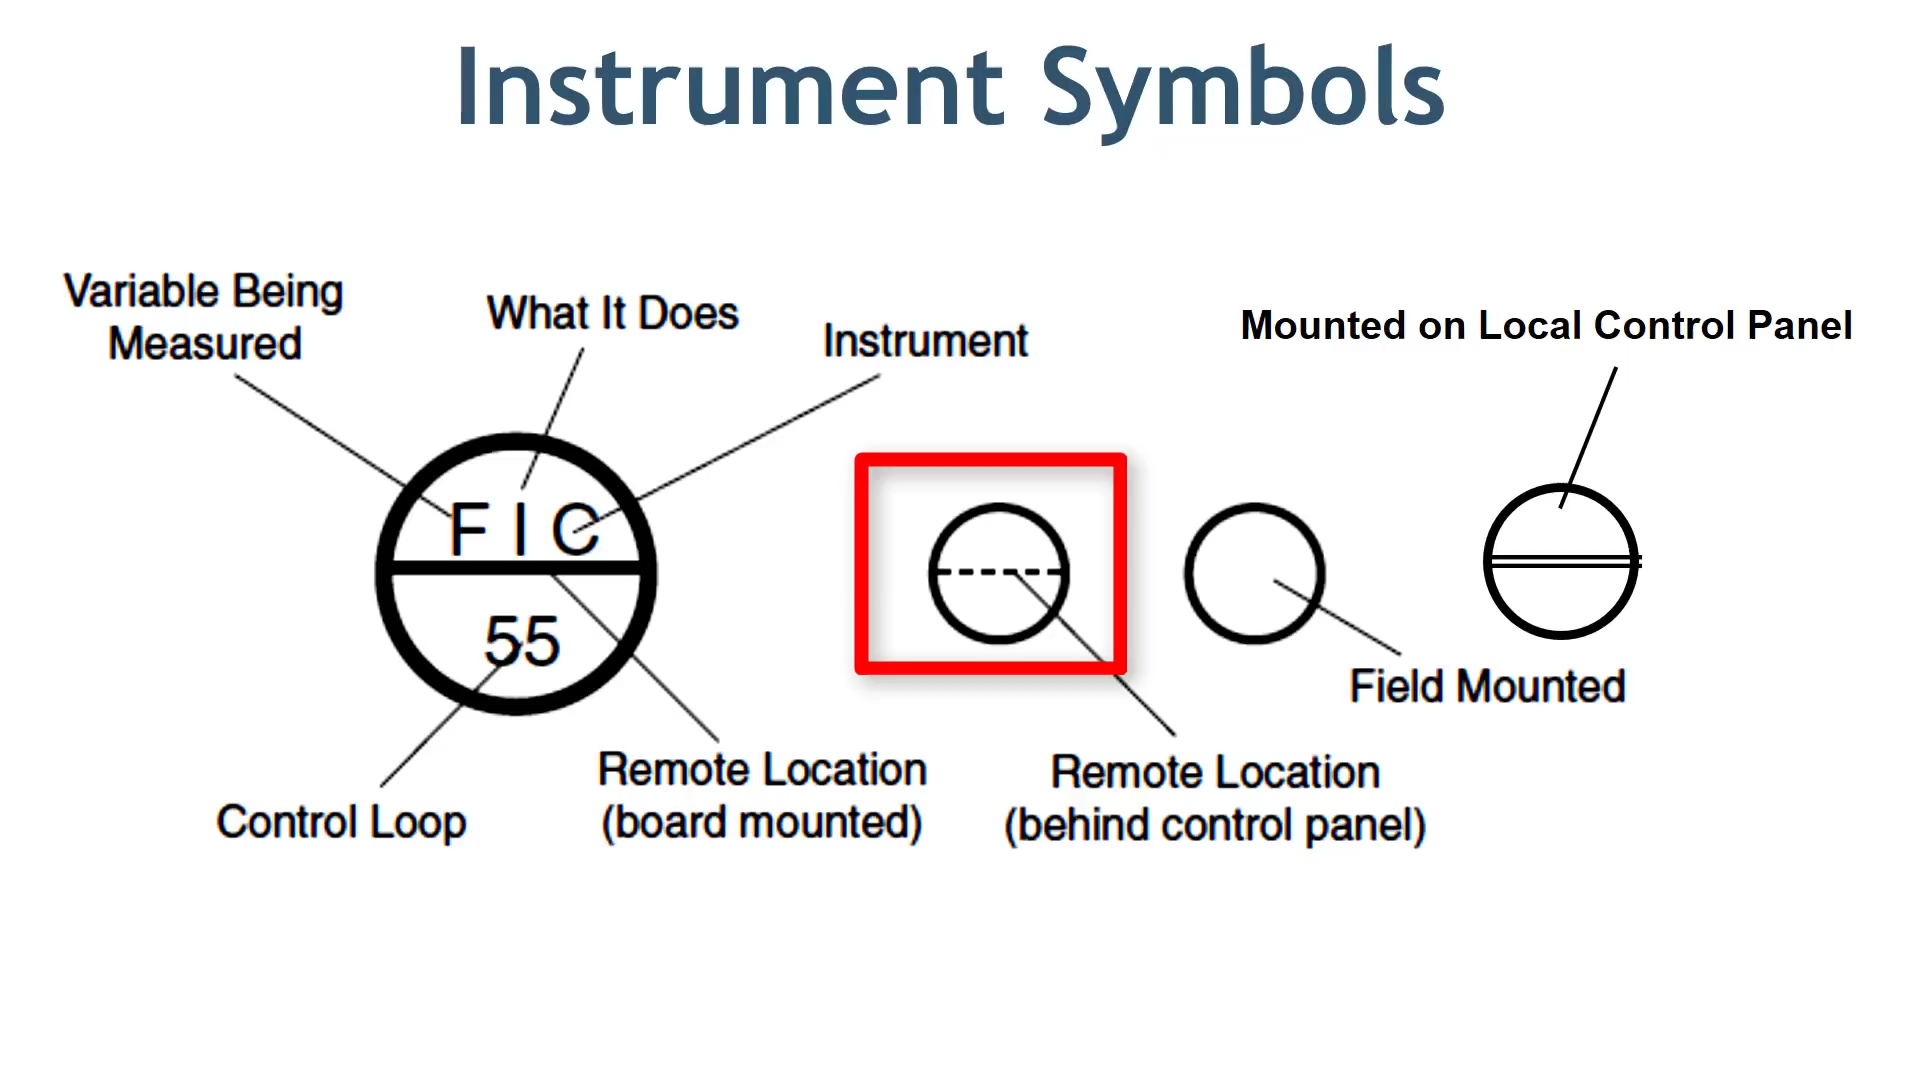 Instrument Symbols
Variable Being
Measured
What It Does
Instrument
Mounted on Local Control Panel
F I C
55
Field Mounted
Control Loop
Remote Location
(board mounted)
Remote Location
(behind control panel)